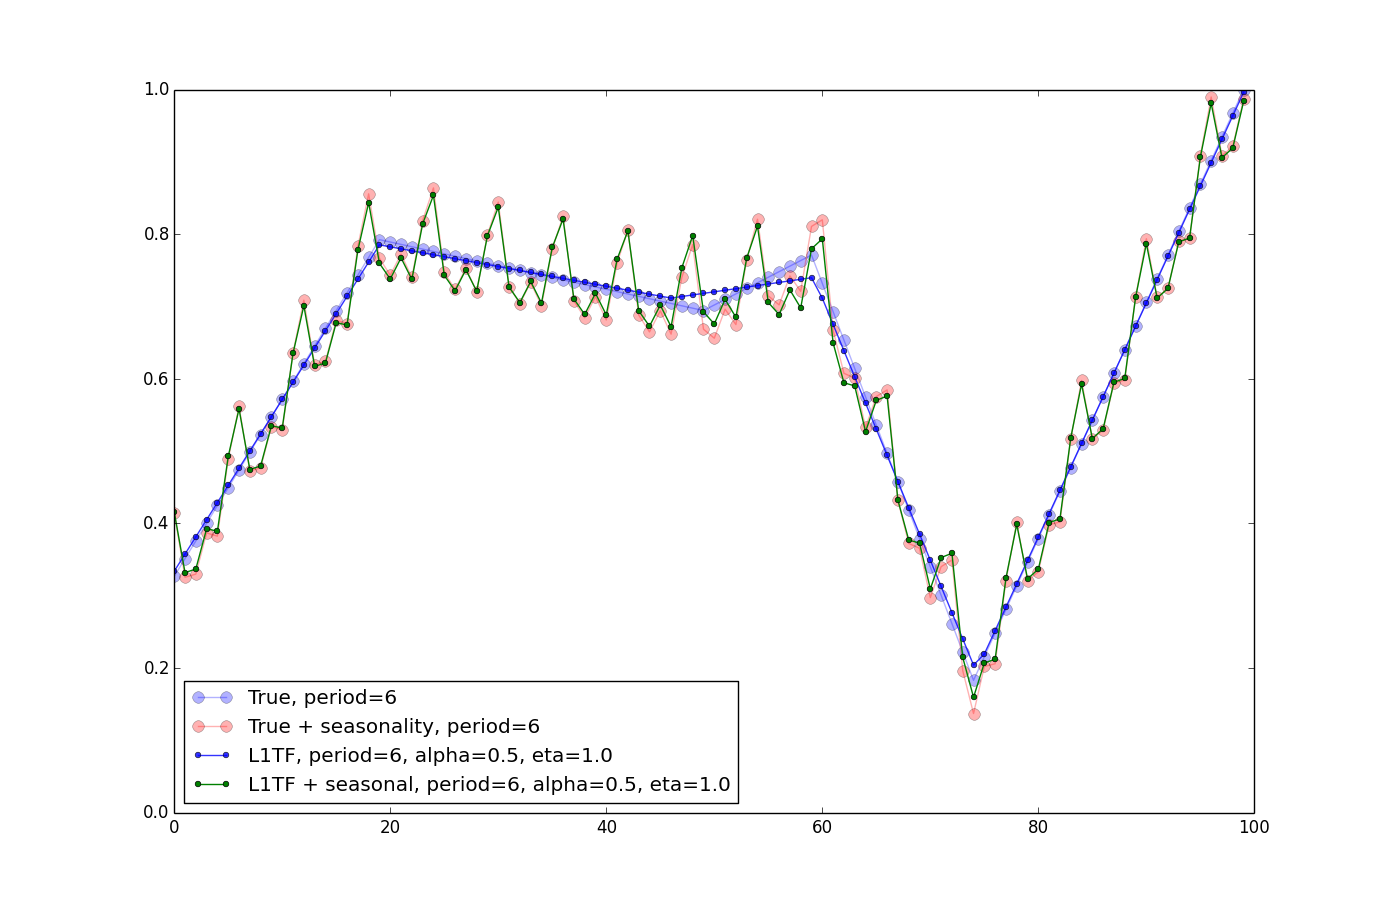 1.0
0.8
0.6
0.4
0.2
0.0
True, period=6
True + seasonality, period=6
L1TF, period=6, alpha=0.5, eta=1.0
L1TF + seasonal, period=6, alpha=0.5, eta=1.0
0 20 40 60 80 100